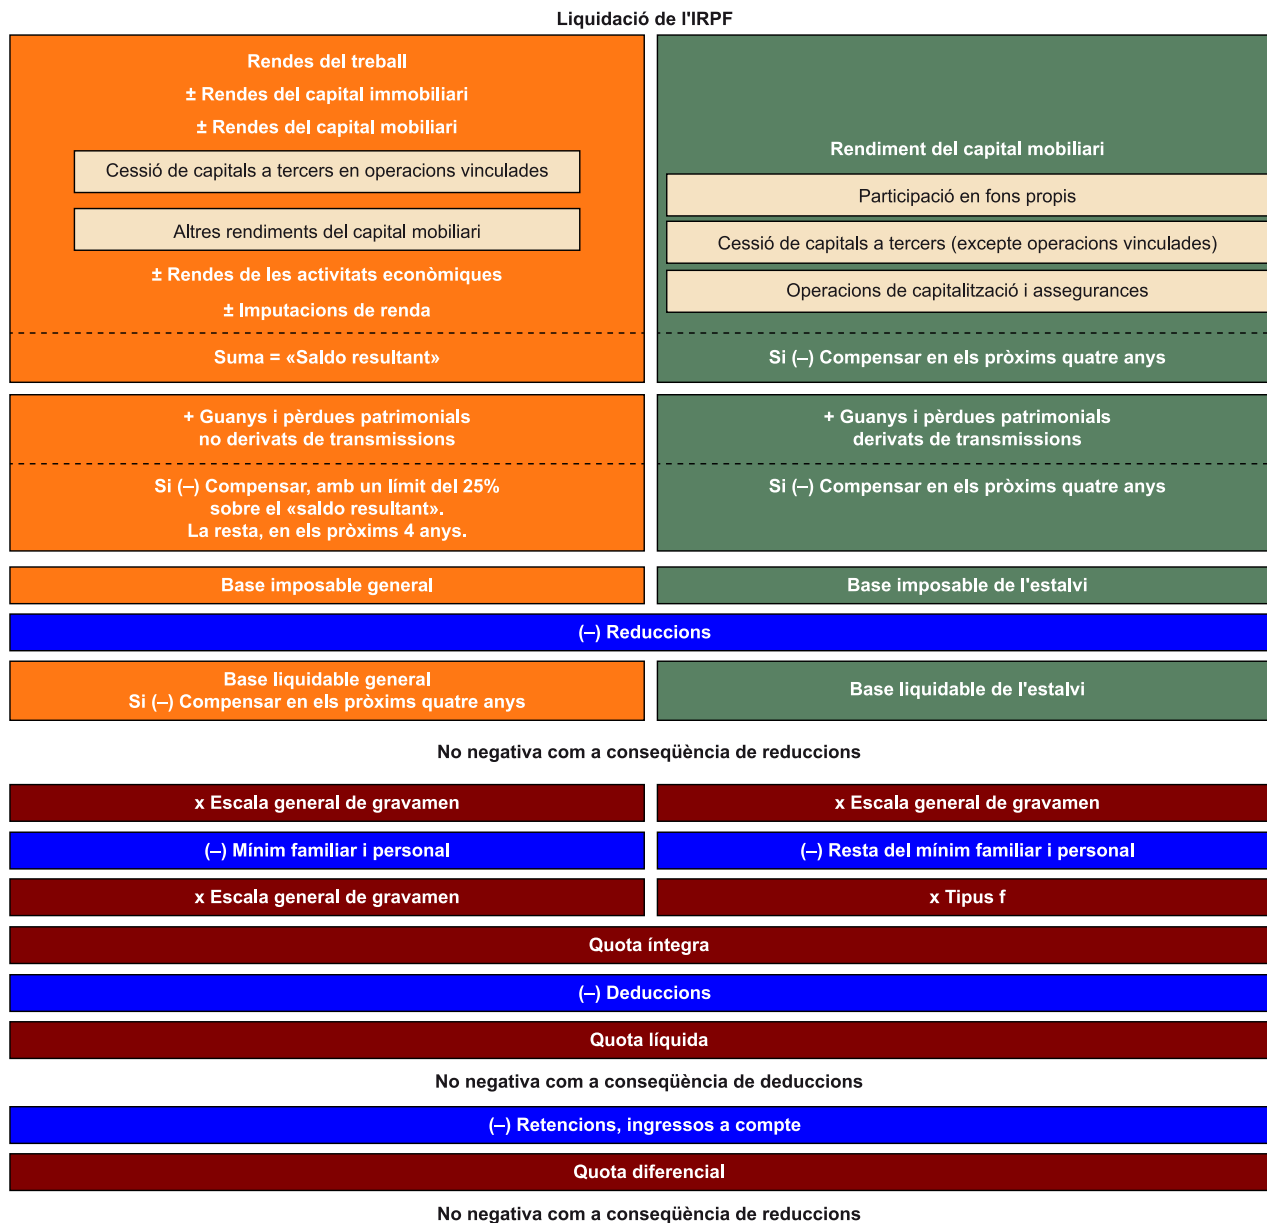 Liquidació de l'IRPF
Rendes del treball
± Rendes del capital immobiliari
± Rendes del capital mobiliari
Cessió de capitals a tercers en operacions vinculades
Altres rendiments del capital mobiliari
± Rendes de les activitats econòmiques
± Imputacions de renda
Suma = «Saldo resultant»
Rendiment del capital mobiliari
Participació en fons propis
Cessió de capitals a tercers (excepte operacions vinculades)
Operacions de capitalització i assegurances
Si (–) Compensar en els pròxims quatre anys
+ Guanys i pèrdues patrimonials
no derivats de transmissions
Si (–) Compensar, amb un límit del 25%
sobre el «saldo resultant».
La resta, en els pròxims 4 anys.
+ Guanys i pèrdues patrimonials
derivats de transmissions
Si (–) Compensar en els pròxims quatre anys
Base imposable general
Base imposable de l'estalvi
(–) Reduccions
Base liquidable general
Si (–) Compensar en els pròxims quatre anys
Base liquidable de l'estalvi
No negativa com a conseqüència de reduccions
x Escala general de gravamen
x Escala general de gravamen
(–) Mínim familiar i personal
(–) Resta del mínim familiar i personal
x Escala general de gravamen
x Tipus f
Quota íntegra
(–) Deduccions
Quota líquida
No negativa com a conseqüència de deduccions
(–) Retencions, ingressos a compte
Quota diferencial
No negativa com a conseqüència de reduccions